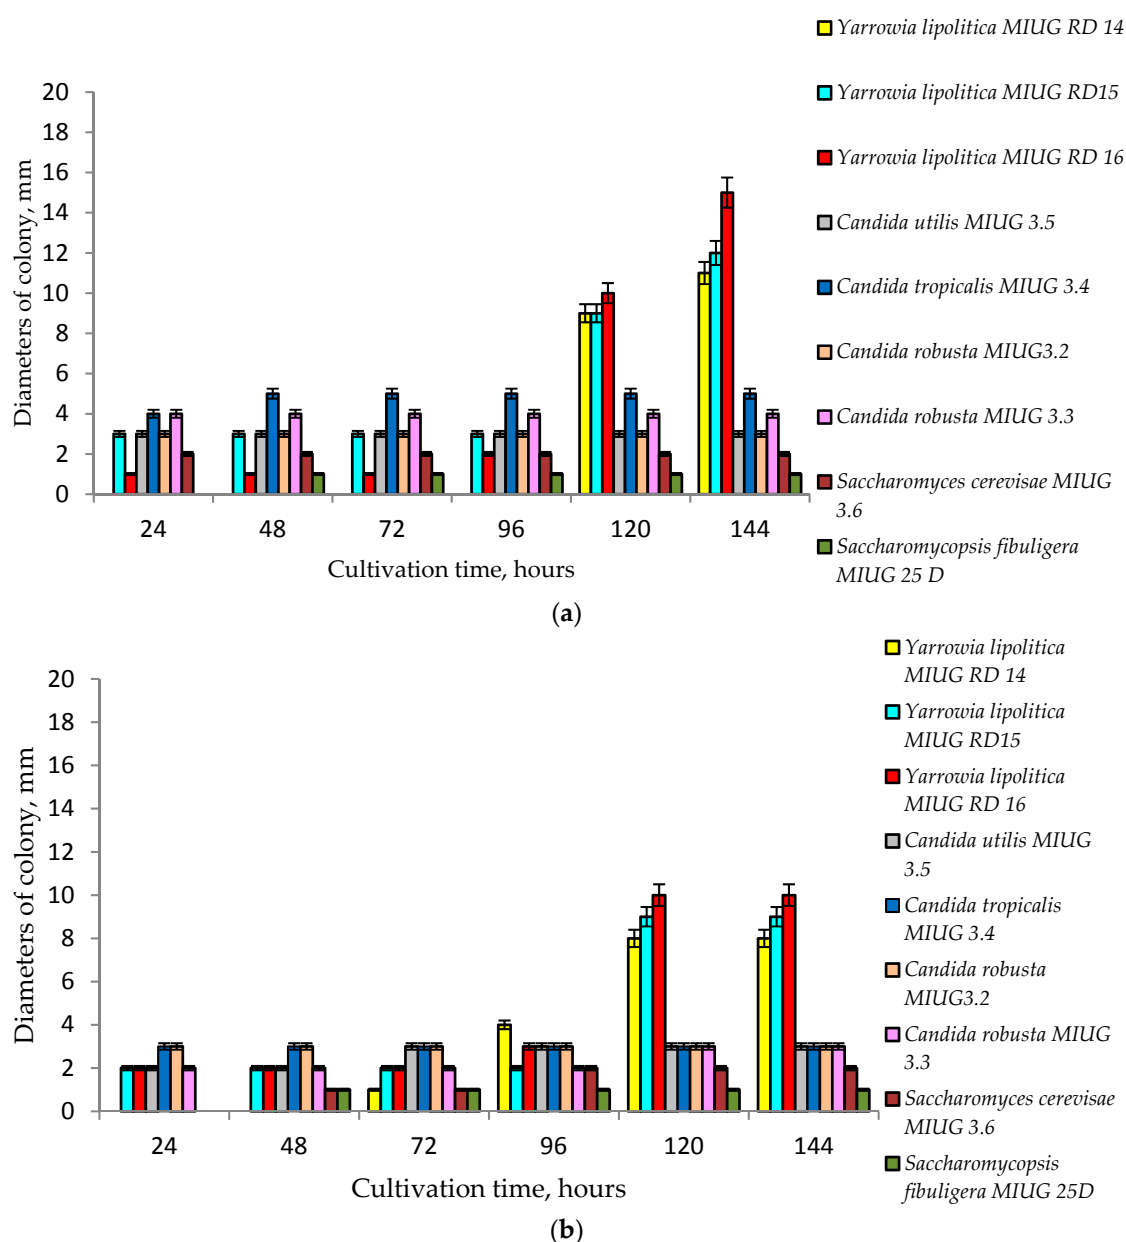 Yarrowia lipolitica MIUG RD 14
Yarrowia lipolitica MIUG RD15
Yarrowia lipolitica MIUG RD 16
Candida utilis MIUG 3.5
Candida tropicalis MIUG 3.4
Candida robusta MIUG3.2
Candida robusta MIUG 3.3
Saccharomyces cerevisae MIUG
3.6
Saccharomycopsis fibuligera
MIUG 25 D
Diameters of colony, mm
20
18
16
14
12
10
8
6
4
2
0
24 48 72 96 120 144
Cultivation time, hours
(a)
Yarrowia lipolitica
MIUG RD 14
Yarrowia lipolitica
MIUG RD15
Yarrowia lipolitica
MIUG RD 16
Candida utilis MIUG
3.5
Candida tropicalis
MIUG 3.4
Candida robusta
MIUG3.2
Candida robusta MIUG
3.3
Saccharomyces cerevisae
MIUG 3.6
Saccharomycopsis
fibuligera MIUG 25D
Diameters of colony, mm
20
18
16
14
12
10
8
6
4
2
0
24 48 72 96 120 144
Cultivation time, hours
(b)